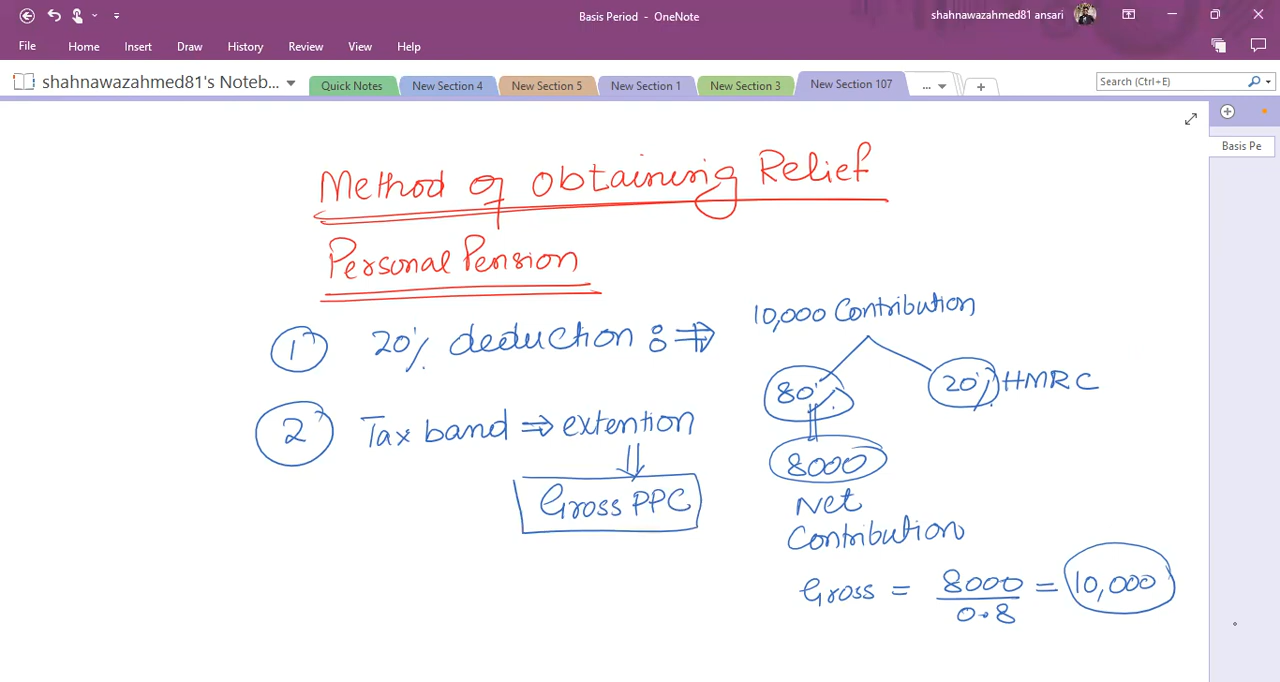 Basis Period - OneNote
shahnawazahmed81 ansari
File Home Insert Draw History Review View Help
shahnawazahmed81's Noteb...
Quick Notes New Section 4 New Section 5 New Section 1 New Section 3 New Section 107 ...
Search (Ctrl+E)
Basis Pe
Method of Obtaining Relief
Personal Pension
1 20% deduction : ⇒
10,000 Contribution
80% 20% HMRC
2 Tax band ⇒ extention
Gross PPC
8000
Net
Contribution
Gross = 8000 / 0.8 = 10,000